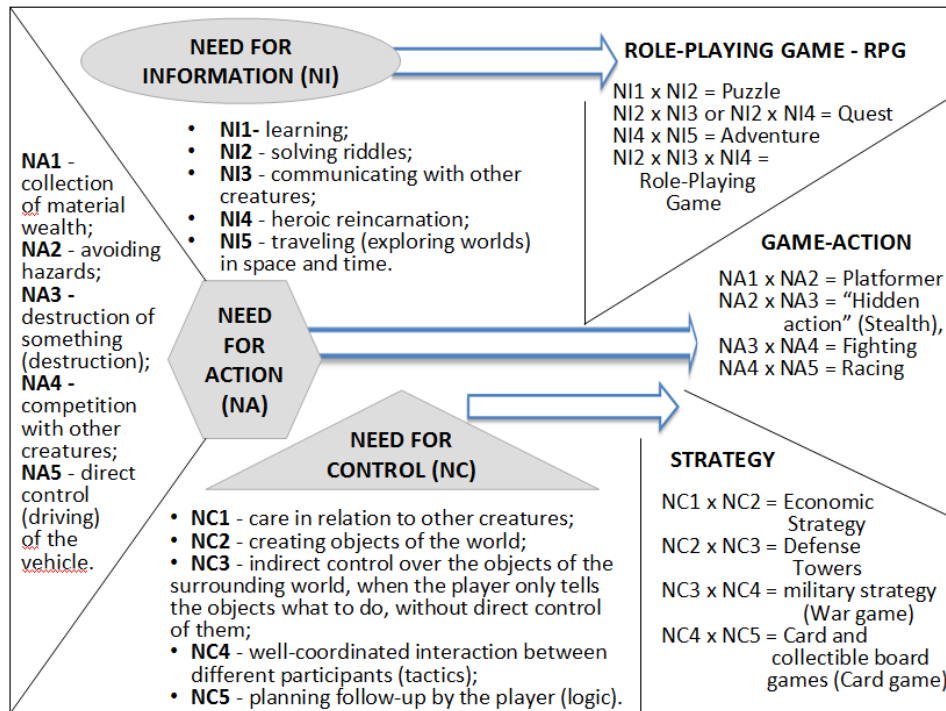 NEED FOR
INFORMATION (NI)
ROLE-PLAYING GAME - RPG
NI1 x NI2 = Puzzle
NI2 x NI3 or NI2 x NI4 = Quest
NI4 x NI5 = Adventure
NI2 x NI3 x NI4 =
Role-Playing
Game
• NI1- learning;
• NI2 - solving riddles;
• NI3 - communicating with other
creatures;
• NI4 - heroic reincarnation;
• NI5 - traveling (exploring worlds)
in space and time.
NA1 -
collection
of material
wealth;
NA2 - avoiding
hazards;
NA3 -
destruction of
something
(destruction);
NA4 -
competition
with other
creatures;
NA5 - direct
control
(driving)
of the
vehicle.
NEED
FOR
ACTION
(NA)
GAME-ACTION
NA1 x NA2 = Platformer
NA2 x NA3 = “Hidden
action” (Stealth),
NA3 x NA4 = Fighting
NA4 x NA5 = Racing
NEED FOR
CONTROL (NC)
• NC1 - care in relation to other creatures;
• NC2 - creating objects of the world;
• NC3 - indirect control over the objects of the
surrounding world, when the player only tells
the objects what to do, without direct control
of them;
• NC4 - well-coordinated interaction between
different participants (tactics);
• NC5 - planning follow-up by the player (logic).
STRATEGY
NC1 x NC2 = Economic
Strategy
NC2 x NC3 = Defense
Towers
NC3 x NC4 = military strategy
(War game)
NC4 x NC5 = Card and
collectible board
games (Card game)